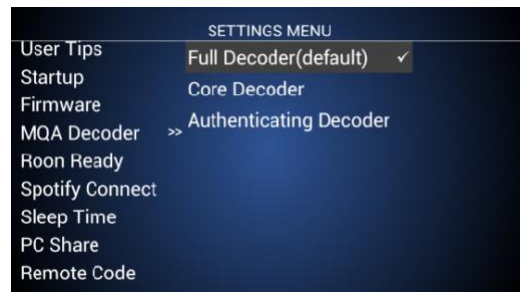 SETTINGS MENU
User Tips
Startup
Firmware
MQA Decoder »
Roon Ready
Spotify Connect
Sleep Time
PC Share
Remote Code
Full Decoder(default) ✓
Core Decoder
Authenticating Decoder